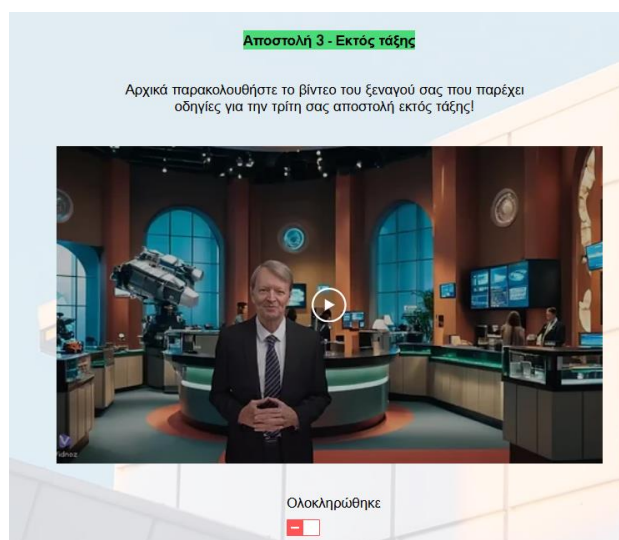 Αποστολή 3 - Εκτός τάξης
Αρχικά παρακολουθήστε το βίντεο του ξεναγού σας που παρέχει
οδηγίες για την τρίτη σας αποστολή εκτός τάξης!
Vidnoz
Ολοκληρώθηκε